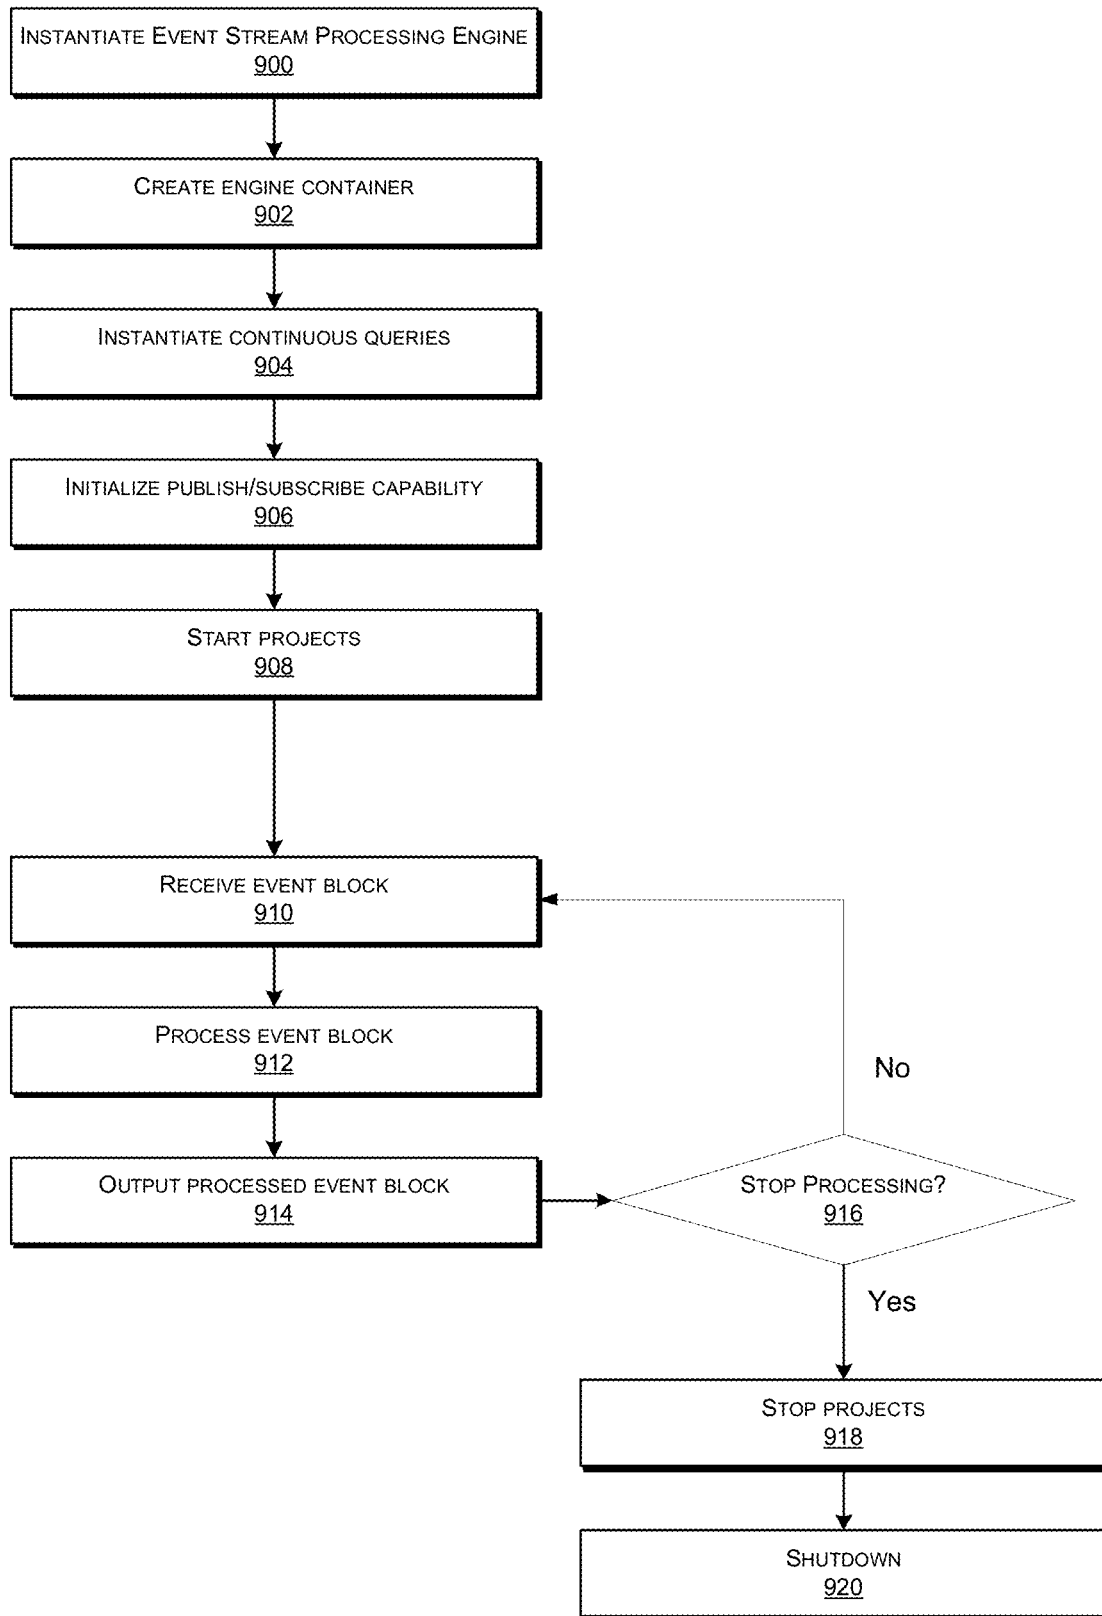 INSTANTIATE EVENT STREAM PROCESSING ENGINE
900
CREATE ENGINE CONTAINER
902
INSTANTIATE CONTINUOUS QUERIES
904
INITIALIZE PUBLISH/SUBSCRIBE CAPABILITY
906
START PROJECTS
908
RECEIVE EVENT BLOCK
910
PROCESS EVENT BLOCK
912
No
OUTPUT PROCESSED EVENT BLOCK
914
STOP PROCESSING?
916
Yes
STOP PROJECTS
918
SHUTDOWN
920